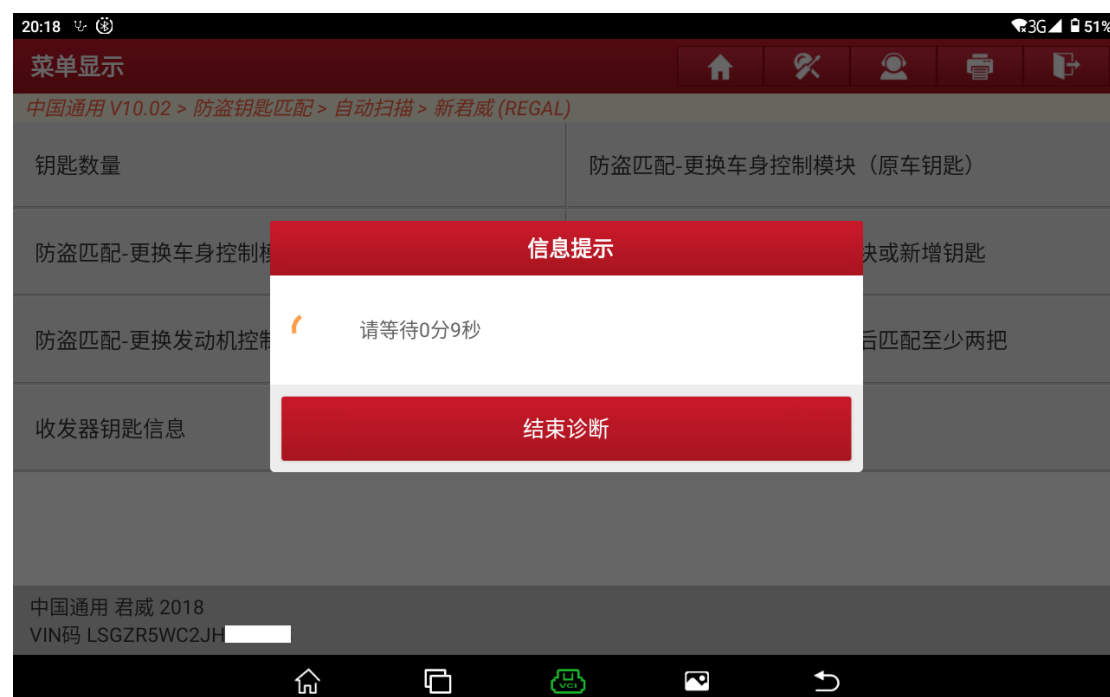 20:18 3G 51%
菜单显示
中国通用 V10.02 > 防盗钥匙匹配 > 自动扫描 > 新君威 (REGAL)
钥匙数量 防盗匹配-更换车身控制模块（原车钥匙）
防盗匹配-更换车身控制模 块或新增钥匙
信息提示
请等待0分9秒
防盗匹配-更换发动机控制 后匹配至少两把
收发器钥匙信息
结束诊断
中国通用 君威 2018
VIN码 LSGZR5WC2JH
VCI